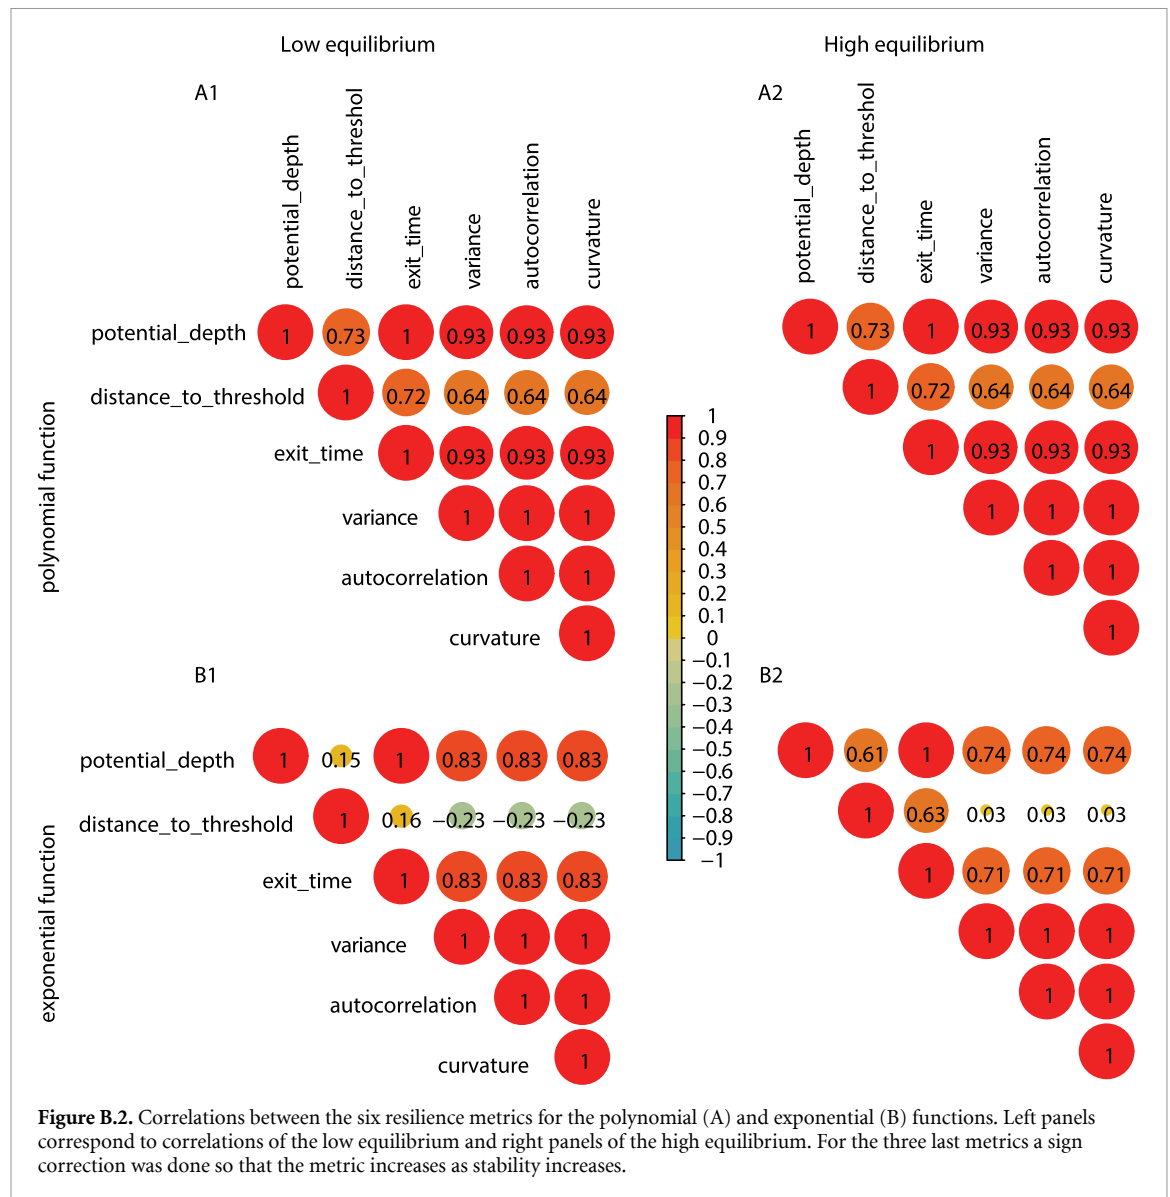 Low equilibrium
High equilibrium
A1
A2
potential_depth
distance_to_threshol
exit_time
variance
autocorrelation
curvature
potential_depth
distance_to_threshol
exit_time
variance
autocorrelation
curvature
polynomial function
potential_depth 1 0.73 1 0.93 0.93 0.93
distance_to_threshold 1 0.72 0.64 0.64 0.64
exit_time 1 0.93 0.93 0.93
variance 1 1 1
autocorrelation 1 1
curvature 1
1 0.73 1 0.93 0.93 0.93
1 0.72 0.64 0.64 0.64
1 0.93 0.93 0.93
1 1 1
1 1
1
1
0.9
0.8
0.7
0.6
0.5
0.4
0.3
0.2
0.1
0
−0.1
−0.2
−0.3
−0.4
−0.5
−0.6
−0.7
−0.8
−0.9
−1
B1
B2
exponential function
potential_depth 1 0.15 1 0.83 0.83 0.83
distance_to_threshold 1 0.16 −0.23 −0.23 −0.23
exit_time 1 0.83 0.83 0.83
variance 1 1 1
autocorrelation 1 1
curvature 1
1 0.61 1 0.74 0.74 0.74
1 0.63 0.03 0.03 0.03
1 0.71 0.71 0.71
1 1 1
1 1
1
Figure B.2. Correlations between the six resilience metrics for the polynomial (A) and exponential (B) functions. Left panels
correspond to correlations of the low equilibrium and right panels of the high equilibrium. For the three last metrics a sign
correction was done so that the metric increases as stability increases.